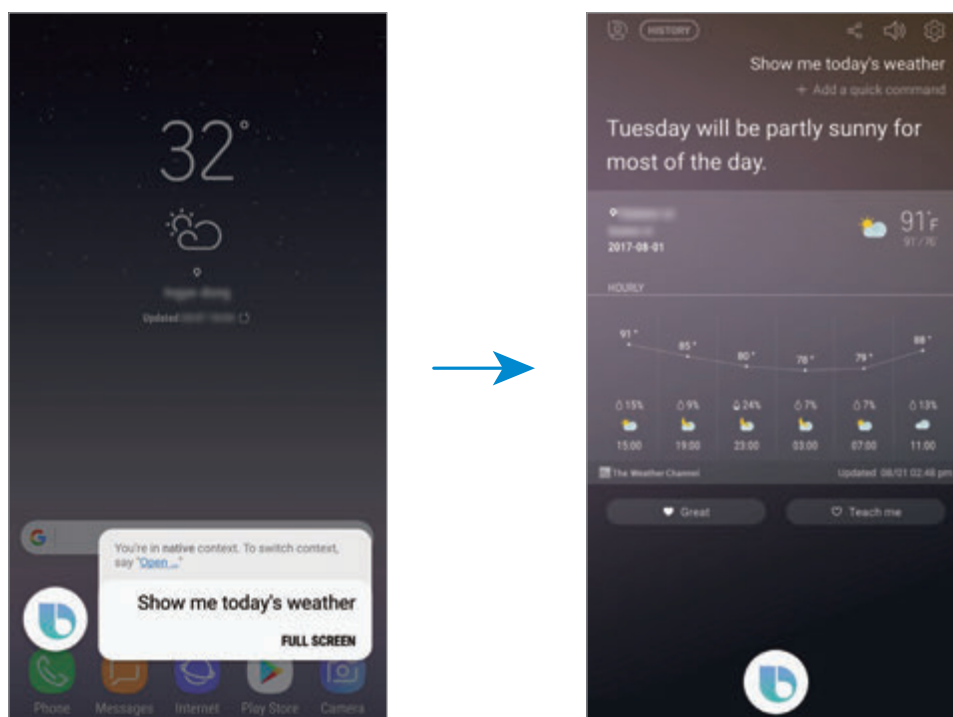 32°
Updated
G
You're in native context. To switch context,
say "Open ..."
Show me today's weather
FULL SCREEN
Phone Messages Internet Play Store Camera
HISTORY
Show me today's weather
+ Add a quick command
Tuesday will be partly sunny for
most of the day.
91°F
91°/76°
2017-08-01
HOURLY
91° 85° 80° 76° 79° 88°
15% 9% 24% 7% 7% 13%
15:00 19:00 23:00 03:00 07:00 11:00
The Weather Channel Updated 08/01 02:48 pm
Great Teach me